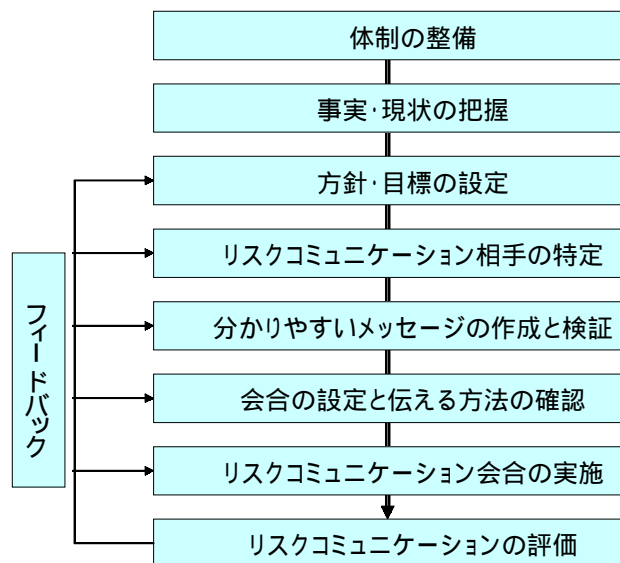 体制の整備
事実・現状の把握
方針・目標の設定
リスクコミュニケーション相手の特定
分かりやすいメッセージの作成と検証
会合の設定と伝える方法の確認
リスクコミュニケーション会合の実施
リスクコミュニケーションの評価
フィードバック